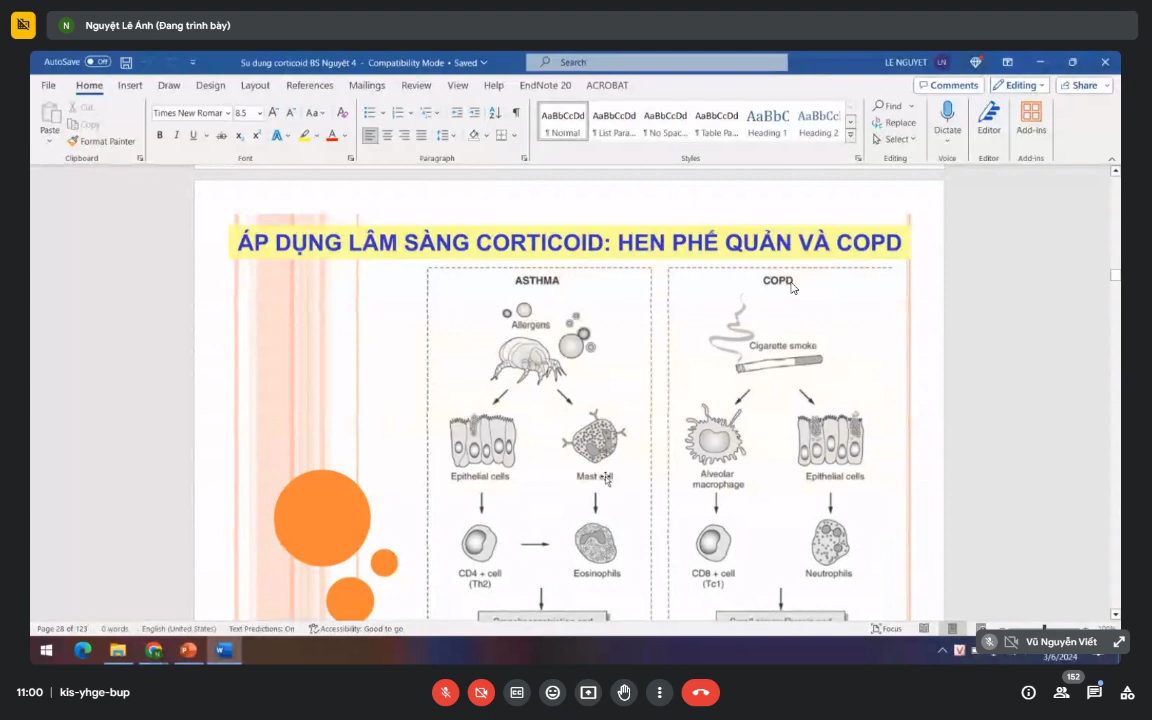 Nguyệt Lê Ánh (Đang trình bày)
N
AutoSave Off
Su dung corticoid BS Nguyệt 4 - Compatibility Mode • Saved
Search
LE NGUYET LN
File Home Insert Draw Design Layout References Mailings Review View Help EndNote 20 ACROBAT
Comments Editing Share
Paste
Cut
Copy
Format Painter
Clipboard
Times New Romar 8.5
Font
Paragraph
AaBbCcDd AaBbCcDd AaBbCcDd AaBbCcDd AaBbC AaBbCc
¶ Normal ¶ List Para... ¶ No Spac... ¶ Table Pa... Heading 1 Heading 2
Styles
Find
Replace
Select
Editing
Dictate
Voice
Editor
Editor
Add-ins
Add-ins
ÁP DỤNG LÂM SÀNG CORTICOID: HEN PHẾ QUẢN VÀ COPD
ASTHMA COPD
Allergens
Cigarette smoke
Epithelial cells Mast cell Alveolar macrophage Epithelial cells
CD4 + cell (Th2) Eosinophils CD8 + cell (Tc1) Neutrophils
Page 28 of 123 0 words English (United States) Text Predictions: On Accessibility: Good to go Focus
Vũ Nguyễn Viết
3/6/2024
11:00 | kis-yhge-bup
152